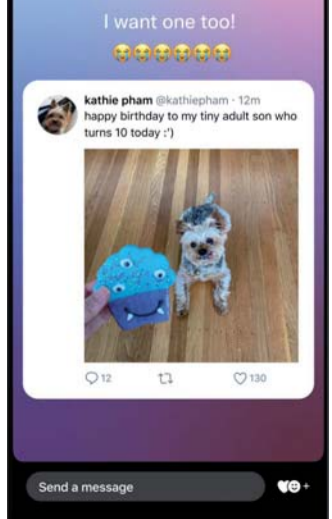 I want one too!
😭😭😭😭😭😭
kathie pham @kathiepham · 12m
happy birthday to my tiny adult son who
turns 10 today :')
12 130
Send a message